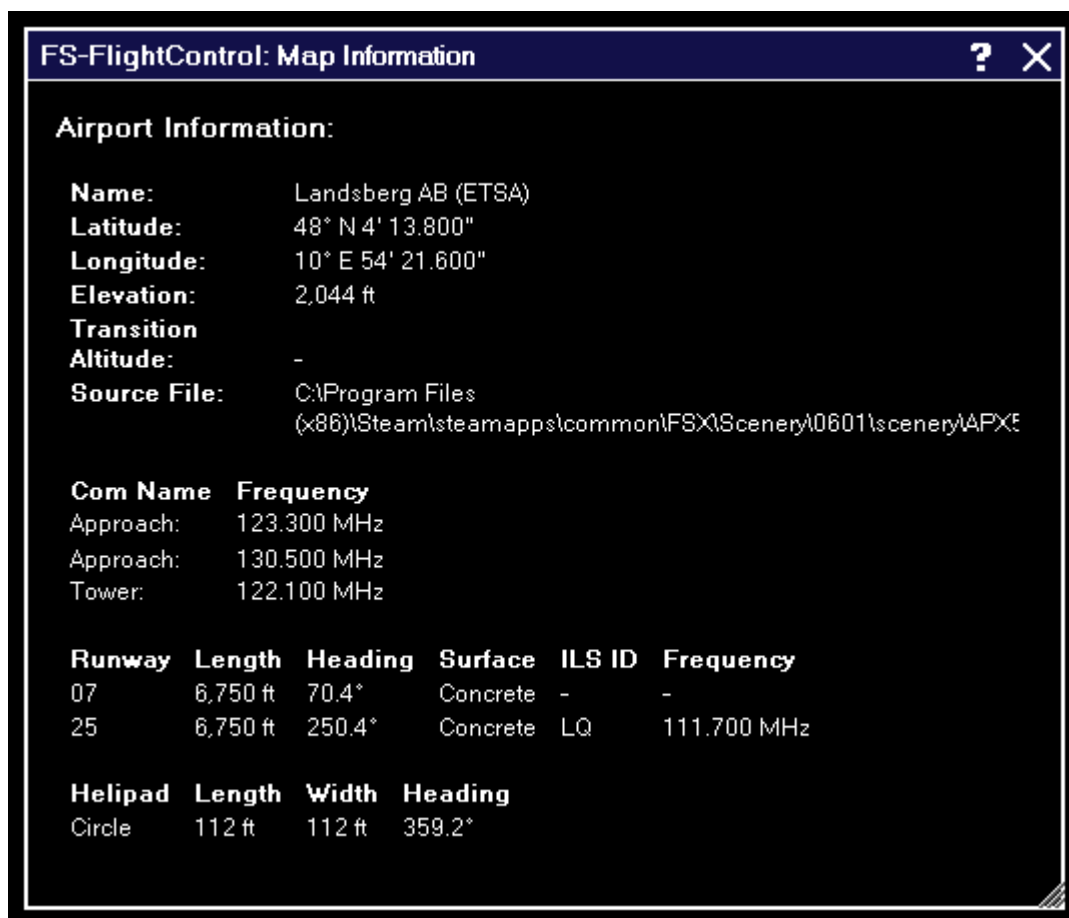 FS-FlightControl: Map Information ? X
Airport Information:
Name: Landsberg AB (ETSA)
Latitude: 48° N 4' 13.800"
Longitude: 10° E 54' 21.600"
Elevation: 2,044 ft
Transition
Altitude: -
Source File: C:\Program Files
(x86)\Steam\steamapps\common\FSX\Scenery\0601\scenery\APX5
Com Name Frequency
Approach: 123.300 MHz
Approach: 130.500 MHz
Tower: 122.100 MHz
Runway Length Heading Surface ILS ID Frequency
07 6,750 ft 70.4° Concrete - -
25 6,750 ft 250.4° Concrete LQ 111.700 MHz
Helipad Length Width Heading
Circle 112 ft 112 ft 359.2°